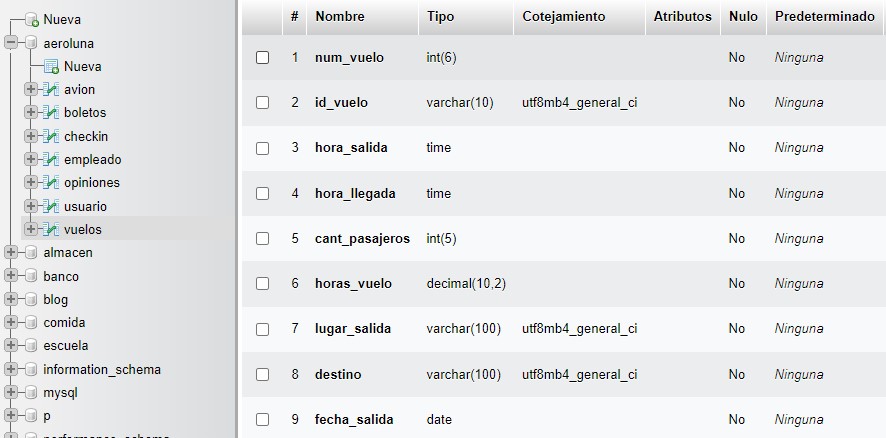 Nueva
aeroluna
Nueva
avion
boletos
checkin
empleado
opiniones
usuario
vuelos
almacen
banco
blog
comida
escuela
information_schema
mysql
p
performance_schema
# Nombre Tipo Cotejamiento Atributos Nulo Predeterminado
1 num_vuelo int(6) No Ninguna
2 id_vuelo varchar(10) utf8mb4_general_ci No Ninguna
3 hora_salida time No Ninguna
4 hora_llegada time No Ninguna
5 cant_pasajeros int(5) No Ninguna
6 horas_vuelo decimal(10,2) No Ninguna
7 lugar_salida varchar(100) utf8mb4_general_ci No Ninguna
8 destino varchar(100) utf8mb4_general_ci No Ninguna
9 fecha_salida date No Ninguna